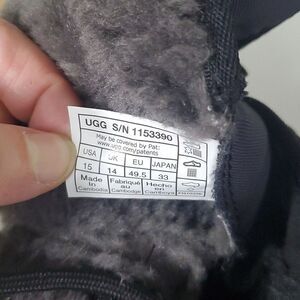 UGG S/N 1153390
May be covered by Pat:
www.ugg.com/patents
USA UK EU JAPAN
15 14 49.5 33
Made in Cambodia
Fabriqué au Cambodge
Hecho en Camboya